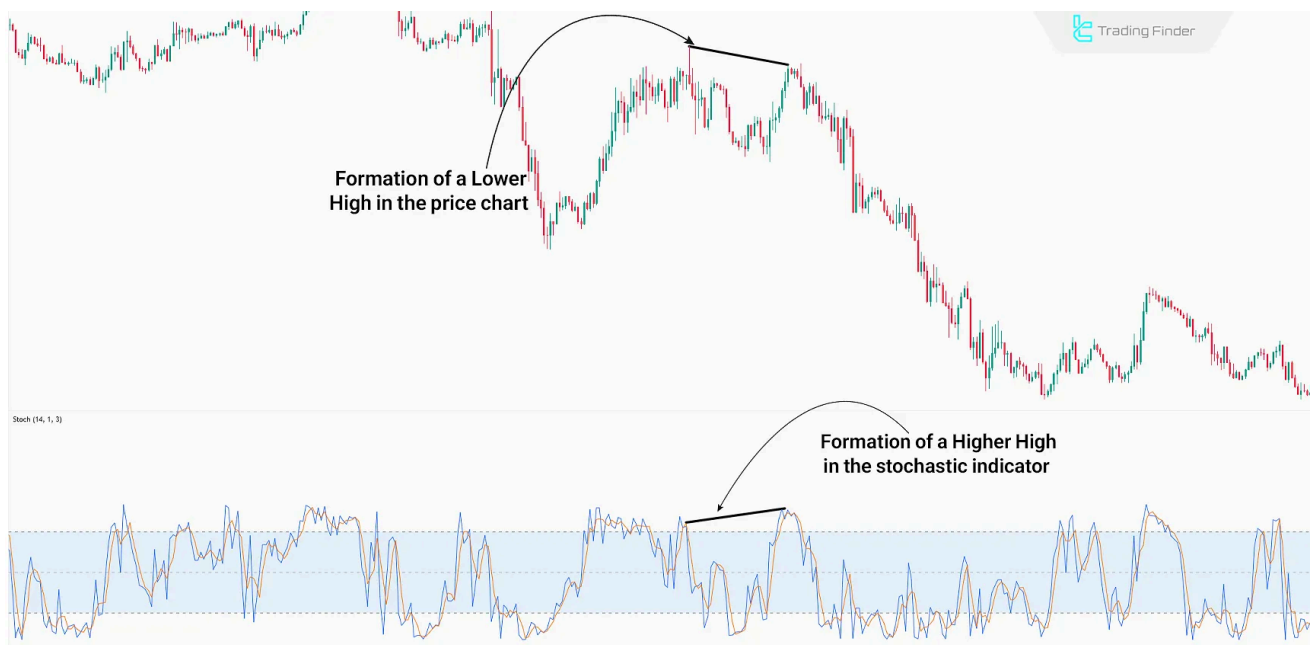 Trading Finder
Formation of a Lower
High in the price chart
Stoch (14, 1, 3)
Formation of a Higher High
in the stochastic indicator